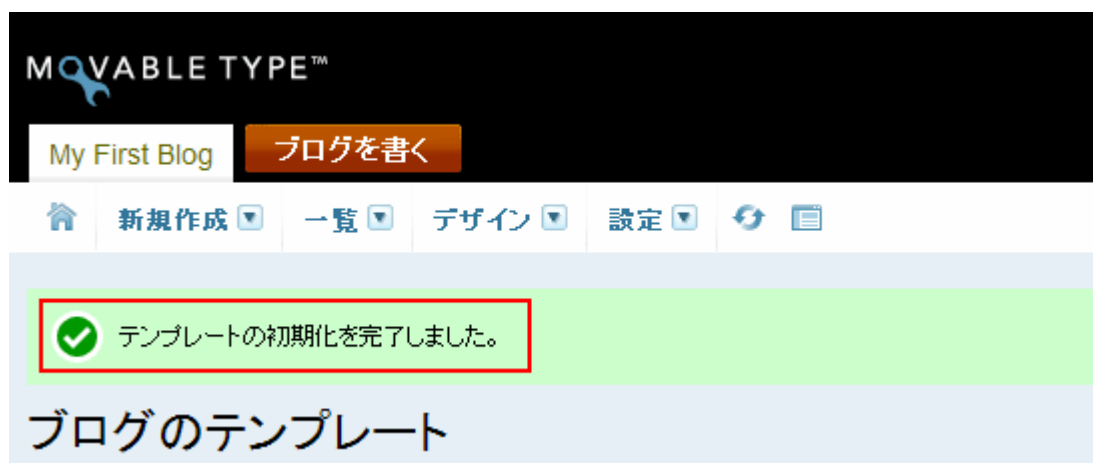 MOVABLE TYPE™
My First Blog ブログを書く
新規作成 一覧 デザイン 設定
テンプレートの初期化を完了しました。
ブログのテンプレート